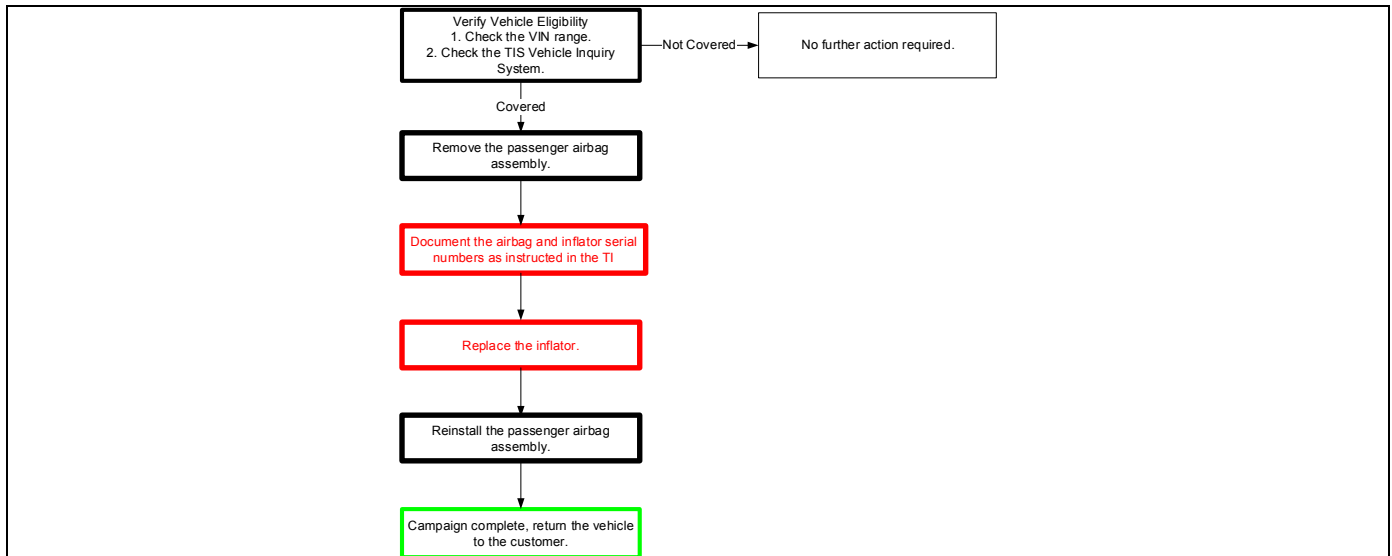 Verify Vehicle Eligibility
1. Check the VIN range.
2. Check the TIS Vehicle Inquiry
System.
Not Covered
No further action required.
Covered
Remove the passenger airbag
assembly.
Document the airbag and inflator serial
numbers as instructed in the TI
Replace the inflator.
Reinstall the passenger airbag
assembly.
Campaign complete, return the vehicle
to the customer.